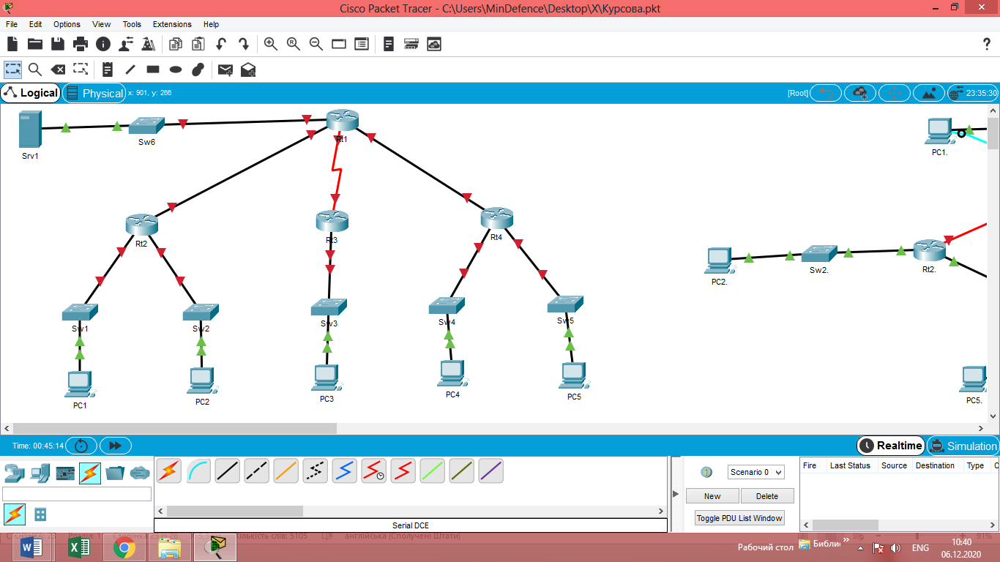 Cisco Packet Tracer - C:\Users\MinDefence\Desktop\X\Курсова.pkt
File Edit Options View Tools Extensions Help
Logical Physical x: 901, y: 266 [Root] 23:35:30
Srv1
Sw6
Rt1
PC1.
Rt2
Rt3
Rt4
PC2.
Sw2.
Rt2.
Sw1
Sw2
Sw3
Sw4
Sw5
PC1
PC2
PC3
PC4
PC5
PC5.
Time: 00:45:14 Realtime Simulation
Scenario 0
New Delete
Toggle PDU List Window
Fire Last Status Source Destination Type C
Serial DCE
Розділ: 1
кількість слів: 5105 англійська (Сполучені Штати) 91%
Рабочий стол Библи » ENG
10:40
06.12.2020